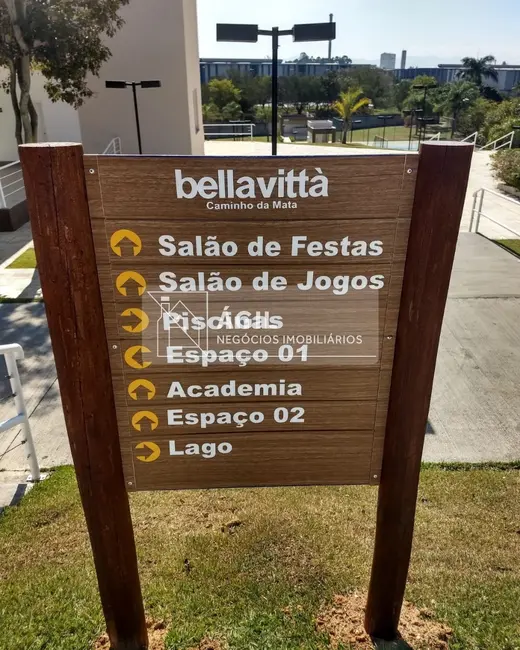 bellavittà
Caminho da Mata
Salão de Festas
Salão de Jogos
Piscinas
ÁGIL
NEGÓCIOS IMOBILIÁRIOS
Espaço 01
Academia
Espaço 02
Lago